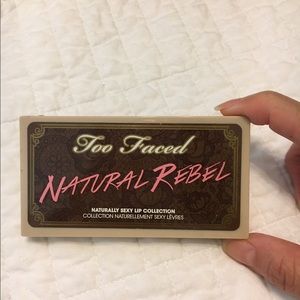 Too Faced
NATURAL REBEL
NATURALLY SEXY LIP COLLECTION
COLLECTION NATURELLEMENT SEXY LÈVRES